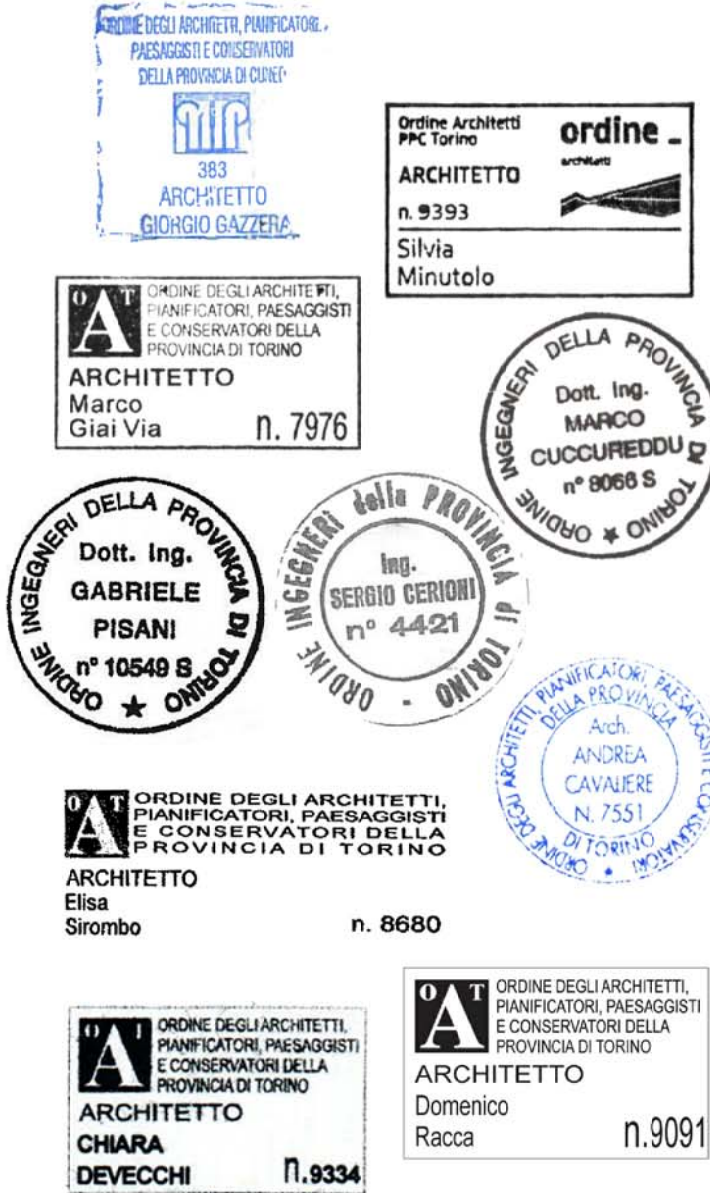 ORDINE DEGLI ARCHITETTI, PIANIFICATORI,
PAESAGGISTI E CONSERVATORI
DELLA PROVINCIA DI CUNEO
383
ARCHITETTO
GIORGIO GAZZERA
Ordine Architetti
PPC Torino
ordine
architetti
ARCHITETTO
n. 9393
Silvia
Minutolo
O A T
ORDINE DEGLI ARCHITETTI,
PIANIFICATORI, PAESAGGISTI
E CONSERVATORI DELLA
PROVINCIA DI TORINO
ARCHITETTO
Marco
Giai Via n. 7976
ORDINE INGEGNERI DELLA PROVINCIA DI TORINO
Dott. Ing.
MARCO
CUCCUREDDU
n° 8066 S
ORDINE INGEGNERI DELLA PROVINCIA DI TORINO
Dott. Ing.
GABRIELE
PISANI
n° 10549 S
ORDINE INGEGNERI della PROVINCIA di TORINO -
Ing.
SERGIO CERIONI
n° 4421
ORDINE DEGLI ARCHITETTI, PIANIFICATORI, PAESAGGISTI E CONSERVATORI
DELLA PROVINCIA
Arch.
ANDREA
CAVALIERE
N. 7551
DI TORINO
O A T
ORDINE DEGLI ARCHITETTI,
PIANIFICATORI, PAESAGGISTI
E CONSERVATORI DELLA
PROVINCIA DI TORINO
ARCHITETTO
Elisa
Sirombo n. 8680
O A T
ORDINE DEGLI ARCHITETTI,
PIANIFICATORI, PAESAGGISTI
E CONSERVATORI DELLA
PROVINCIA DI TORINO
ARCHITETTO
CHIARA
DEVECCHI n.9334
O A T
ORDINE DEGLI ARCHITETTI,
PIANIFICATORI, PAESAGGISTI
E CONSERVATORI DELLA
PROVINCIA DI TORINO
ARCHITETTO
Domenico
Racca n.9091